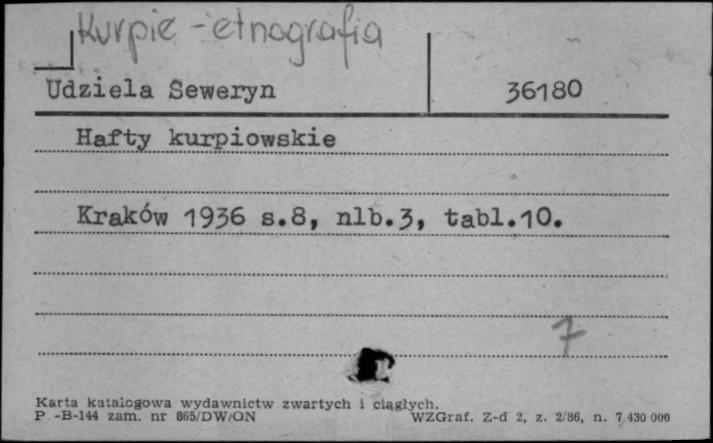 Kurpie - etnografia
Udziela Seweryn 36180
Hafty kurpiowskie
Kraków 1936 s.8, nlb.3, tabl.10.
7
Karta katalogowa wydawnictw zwartych i ciągłych.
P -B-144 zam. nr 865/DW/ON WZGraf. Z-d 2, z. 2/86, n. 7 430 000